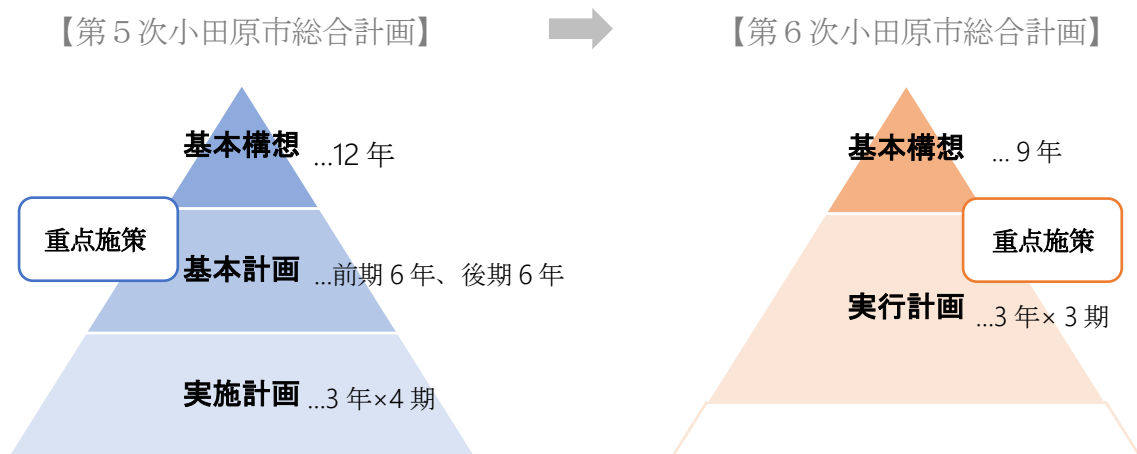 【第５次小田原市総合計画】
基本構想 …12 年
重点施策
基本計画 …前期 6 年、後期 6 年
実施計画 …3 年×4 期
【第６次小田原市総合計画】
基本構想 … 9 年
重点施策
実行計画 …3 年× 3 期